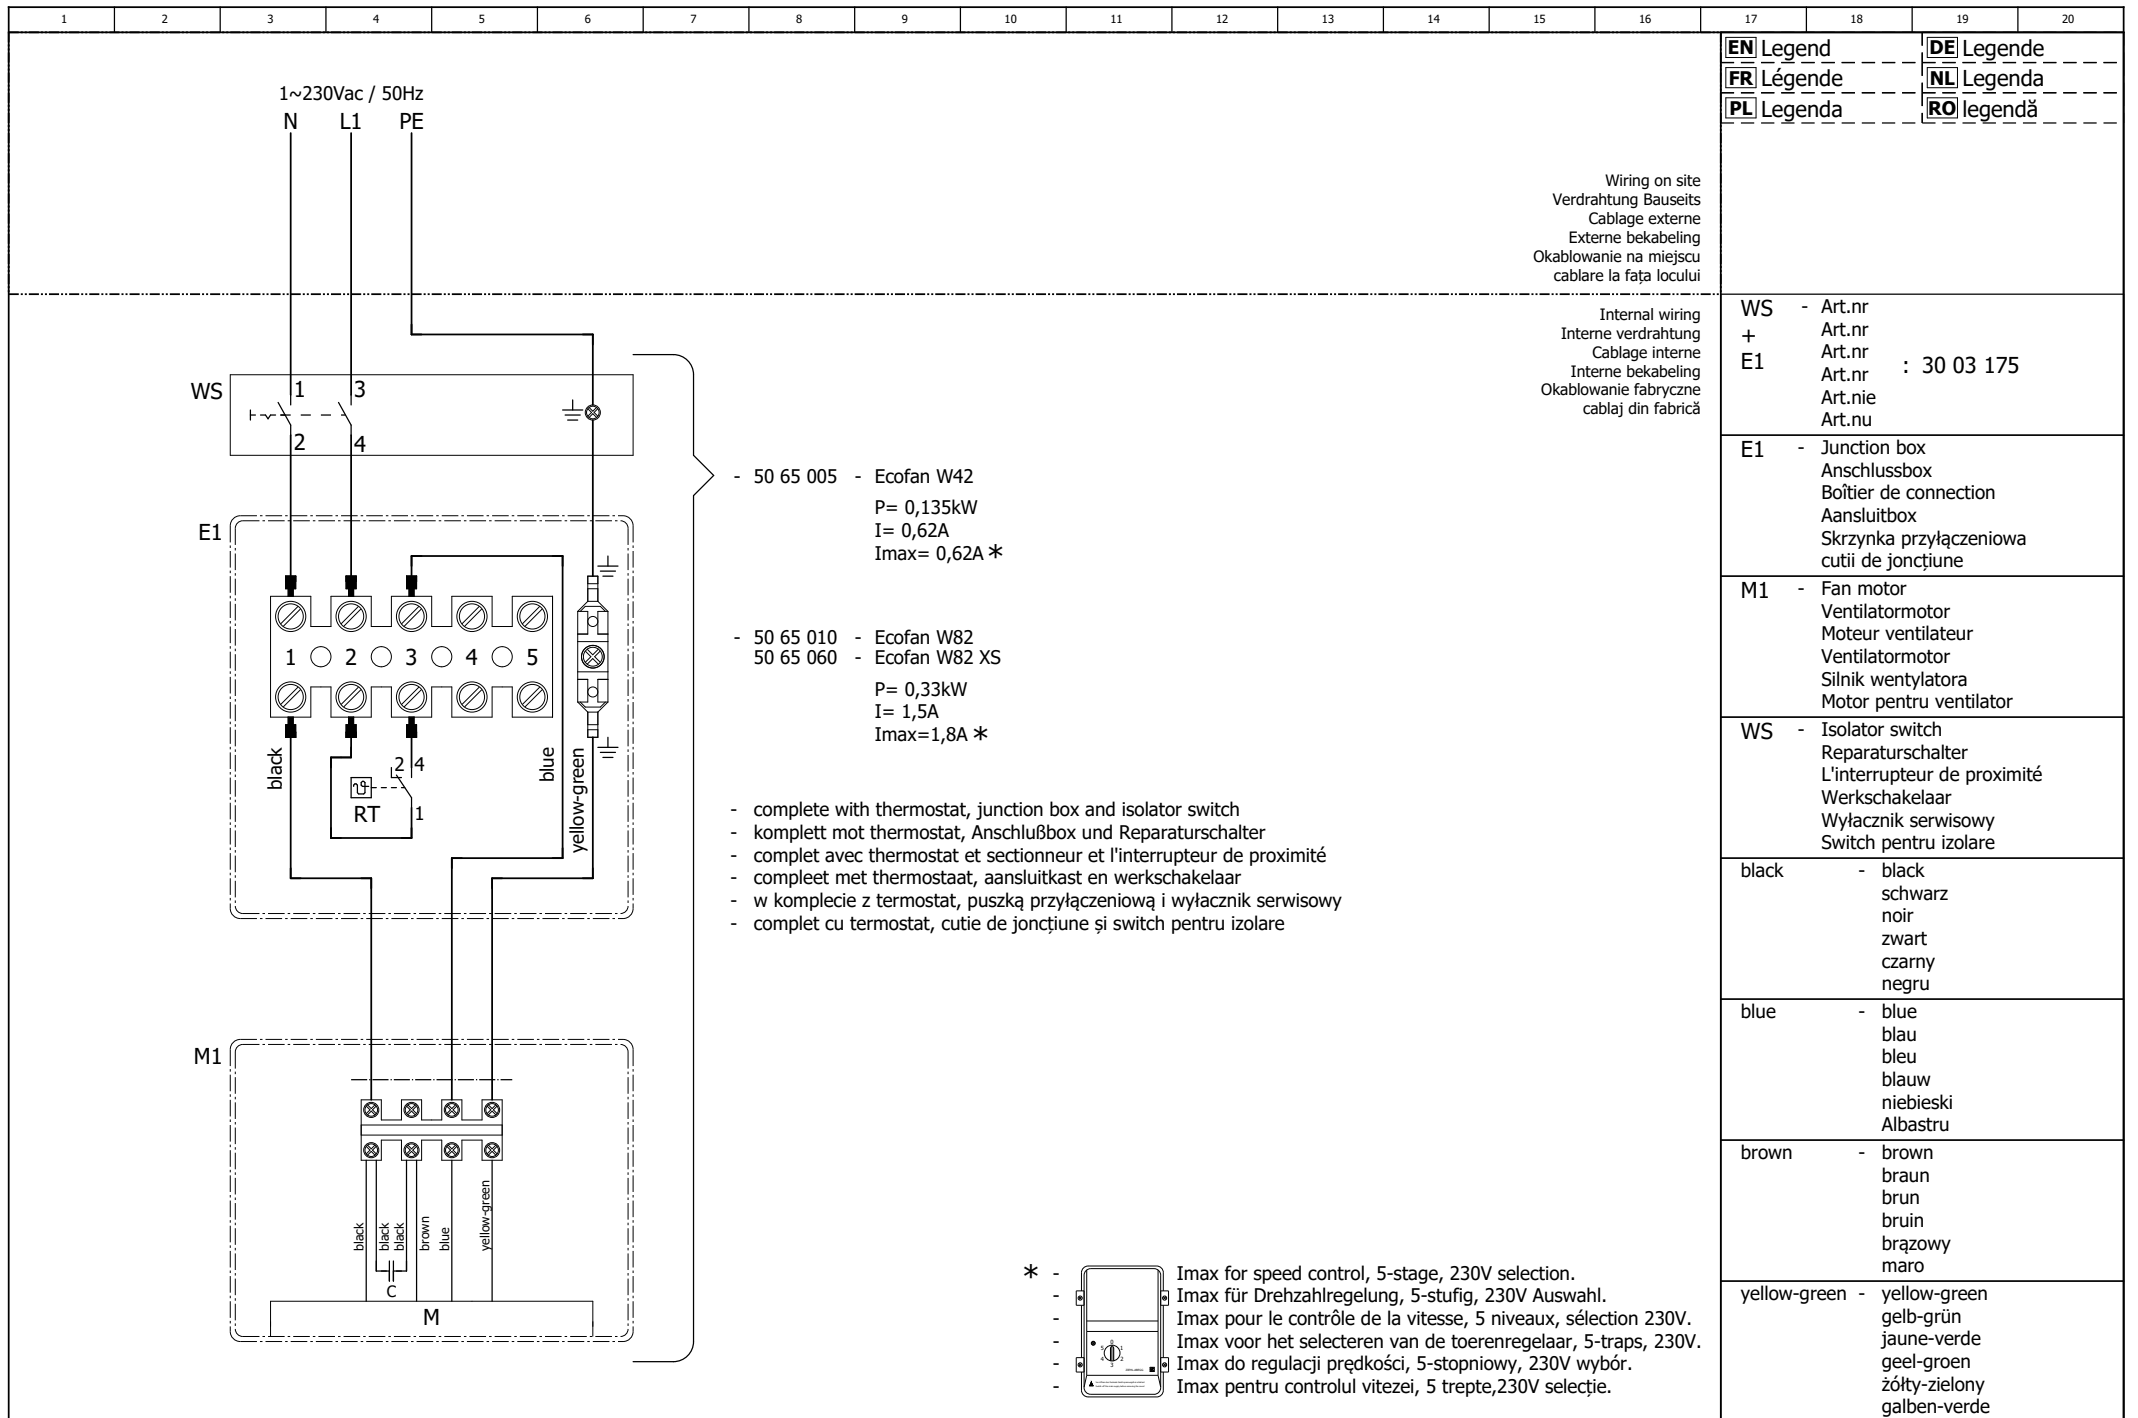 1 2 3 4 5 6 7 8 9 10 11 12 13 14 15 16 17 18 19 20
EN Legend
DE Legende
FR Légende
NL Legenda
PL Legenda
RO legendă
1~230Vac / 50Hz
N L1 PE
Wiring on site
Verdrahtung Bauseits
Cablage externe
Externe bekabeling
Okablowanie na miejscu
cablare la fața locului
Internal wiring
Interne verdrahtung
Cablage interne
Interne bekabeling
Okablowanie fabryczne
cablaj din fabrică
WS
1 3
2 4
E1
1 2 3 4 5
black
blue
yellow-green
2 4
RT
1
M1
black
black
black
brown
blue
yellow-green
C
M
- 50 65 005 - Ecofan W42
P= 0,135kW
I= 0,62A
Imax= 0,62A *
- 50 65 010 - Ecofan W82
50 65 060 - Ecofan W82 XS
P= 0,33kW
I= 1,5A
Imax=1,8A *
- complete with thermostat, junction box and isolator switch
- komplett mot thermostat, Anschlußbox und Reparaturschalter
- complet avec thermostat et sectionneur et l'interrupteur de proximité
- compleet met thermostaat, aansluitkast en werkschakelaar
- w komplecie z termostat, puszką przyłączeniową i wyłacznik serwisowy
- complet cu termostat, cutie de joncțiune și switch pentru izolare
* - Imax for speed control, 5-stage, 230V selection.
- Imax für Drehzahlregelung, 5-stufig, 230V Auswahl.
- Imax pour le contrôle de la vitesse, 5 niveaux, sélection 230V.
- Imax voor het selecteren van de toerenregelaar, 5-traps, 230V.
- Imax do regulacji prędkości, 5-stopniowy, 230V wybór.
- Imax pentru controlul vitezei, 5 trepte,230V selecție.
0
5 1
4 2
3
WS - Art.nr
+ Art.nr
Art.nr
E1 Art.nr : 30 03 175
Art.nie
Art.nu
E1 - Junction box
Anschlussbox
Boîtier de connection
Aansluitbox
Skrzynka przyłączeniowa
cutii de joncțiune
M1 - Fan motor
Ventilatormotor
Moteur ventilateur
Ventilatormotor
Silnik wentylatora
Motor pentru ventilator
WS - Isolator switch
Reparaturschalter
L'interrupteur de proximité
Werkschakelaar
Wyłacznik serwisowy
Switch pentru izolare
black - black
schwarz
noir
zwart
czarny
negru
blue - blue
blau
bleu
blauw
niebieski
Albastru
brown - brown
braun
brun
bruin
brązowy
maro
yellow-green - yellow-green
gelb-grün
jaune-verde
geel-groen
żółty-zielony
galben-verde